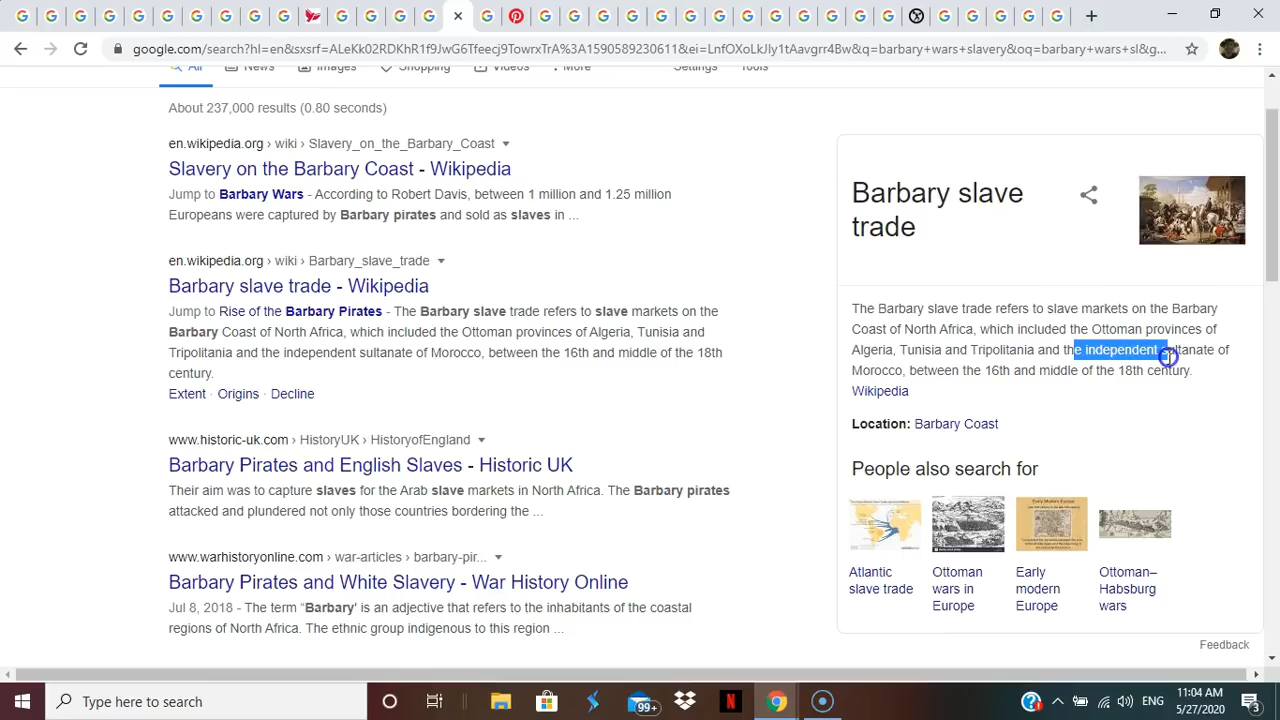 google.com/search?hl=en&sxsrf=ALeKk02RDKhR1f9JwG6Tfeecj9TowrxTrA%3A1590589230611&ei=LnfOXoLkJIy1tAavgrr4Bw&q=barbary+wars+slavery&oq=barbary+wars+sl&g...
All News Images Shopping Videos More Settings Tools
About 237,000 results (0.80 seconds)
en.wikipedia.org › wiki › Slavery_on_the_Barbary_Coast
Slavery on the Barbary Coast - Wikipedia
Jump to Barbary Wars - According to Robert Davis, between 1 million and 1.25 million
Europeans were captured by Barbary pirates and sold as slaves in ...
en.wikipedia.org › wiki › Barbary_slave_trade
Barbary slave trade - Wikipedia
Jump to Rise of the Barbary Pirates - The Barbary slave trade refers to slave markets on the
Barbary Coast of North Africa, which included the Ottoman provinces of Algeria, Tunisia and
Tripolitania and the independent sultanate of Morocco, between the 16th and middle of the 18th
century.
Extent · Origins · Decline
www.historic-uk.com › HistoryUK › HistoryofEngland
Barbary Pirates and English Slaves - Historic UK
Their aim was to capture slaves for the Arab slave markets in North Africa. The Barbary pirates
attacked and plundered not only those countries bordering the ...
www.warhistoryonline.com › war-articles › barbary-pir...
Barbary Pirates and White Slavery - War History Online
Jul 8, 2018 - The term “Barbary’ is an adjective that refers to the inhabitants of the coastal
regions of North Africa. The ethnic group indigenous to this region ...
Barbary slave
trade
The Barbary slave trade refers to slave markets on the Barbary
Coast of North Africa, which included the Ottoman provinces of
Algeria, Tunisia and Tripolitania and the independent sultanate of
Morocco, between the 16th and middle of the 18th century.
Wikipedia
Location: Barbary Coast
People also search for
Atlantic
slave trade
Ottoman
wars in
Europe
Early
modern
Europe
Ottoman–
Habsburg
wars
Feedback
Type here to search
99+
ENG
11:04 AM
5/27/2020
3